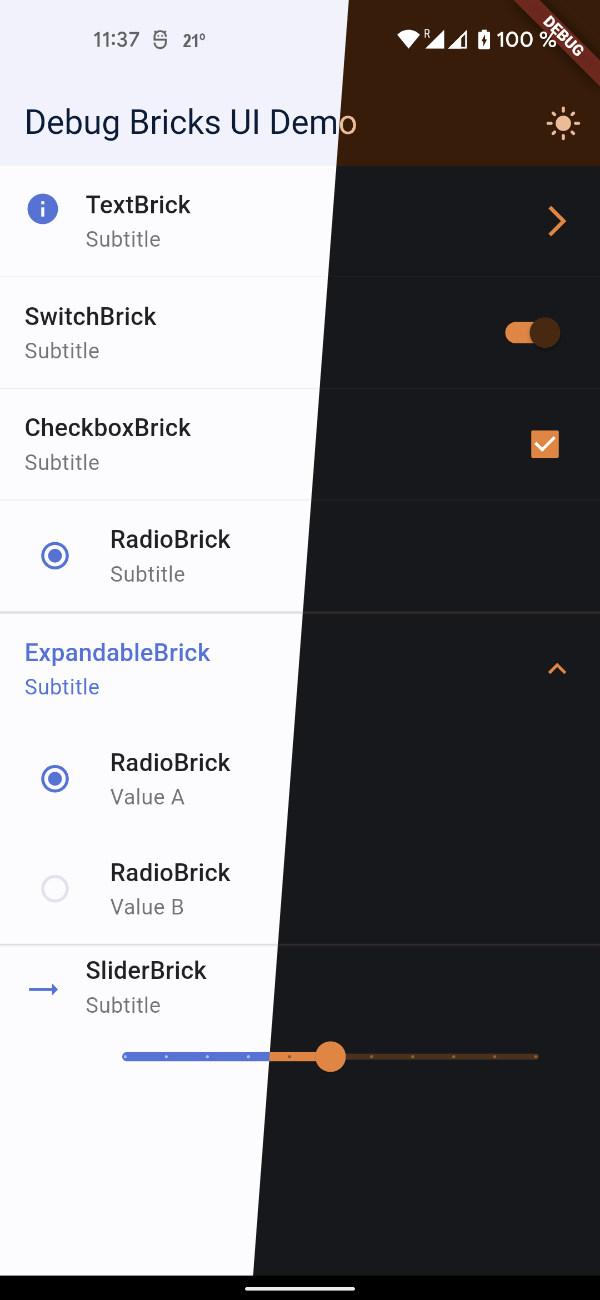 11:37 21° R 100 %
DEBUG
Debug Bricks UI Demo
TextBrick
Subtitle
SwitchBrick
Subtitle
CheckboxBrick
Subtitle
RadioBrick
Subtitle
ExpandableBrick
Subtitle
RadioBrick
Value A
RadioBrick
Value B
SliderBrick
Subtitle